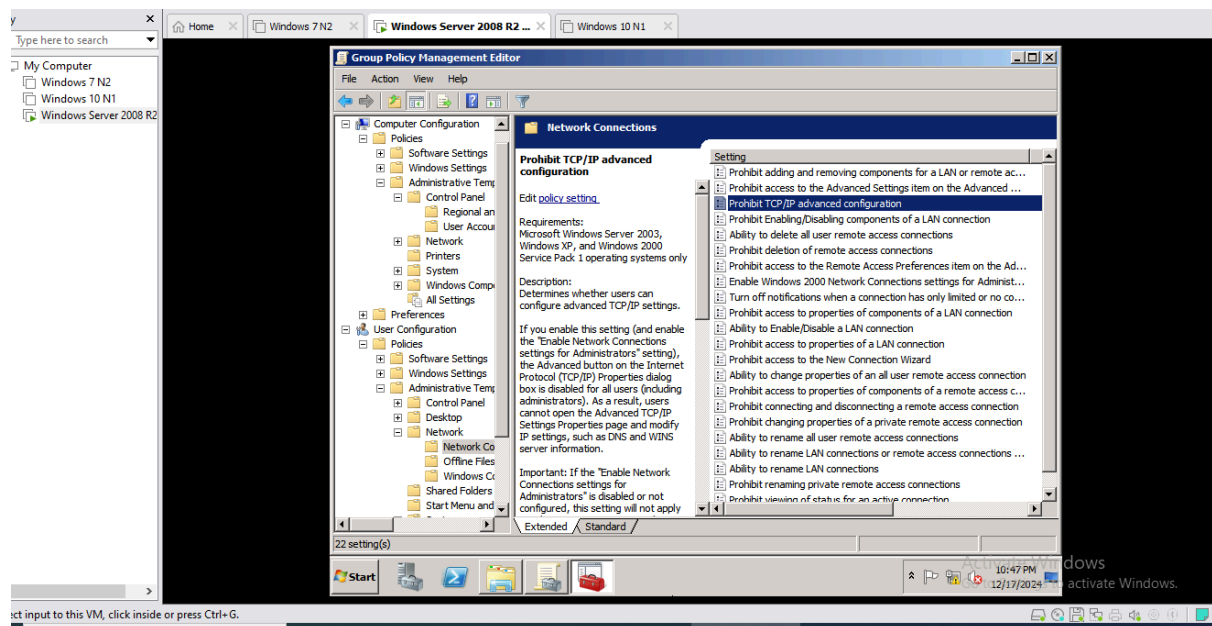 y ×
Type here to search
My Computer
Windows 7 N2
Windows 10 N1
Windows Server 2008 R2
Home
Windows 7 N2
Windows Server 2008 R2 ...
Windows 10 N1
Group Policy Management Editor
File Action View Help
Computer Configuration
Policies
Software Settings
Windows Settings
Administrative Temp
Control Panel
Regional an
User Accou
Network
Printers
System
Windows Comp
All Settings
Preferences
User Configuration
Policies
Software Settings
Windows Settings
Administrative Temp
Control Panel
Desktop
Network
Network Co
Offline Files
Windows Co
Shared Folders
Start Menu and
Network Connections
Prohibit TCP/IP advanced
configuration
Edit policy setting
Requirements:
Microsoft Windows Server 2003,
Windows XP, and Windows 2000
Service Pack 1 operating systems only
Description:
Determines whether users can
configure advanced TCP/IP settings.
If you enable this setting (and enable
the "Enable Network Connections
settings for Administrators" setting),
the Advanced button on the Internet
Protocol (TCP/IP) Properties dialog
box is disabled for all users (including
administrators). As a result, users
cannot open the Advanced TCP/IP
Settings Properties page and modify
IP settings, such as DNS and WINS
server information.
Important: If the "Enable Network
Connections settings for
Administrators" is disabled or not
configured, this setting will not apply
Setting
Prohibit adding and removing components for a LAN or remote ac...
Prohibit access to the Advanced Settings item on the Advanced ...
Prohibit TCP/IP advanced configuration
Prohibit Enabling/Disabling components of a LAN connection
Ability to delete all user remote access connections
Prohibit deletion of remote access connections
Prohibit access to the Remote Access Preferences item on the Ad...
Enable Windows 2000 Network Connections settings for Administ...
Turn off notifications when a connection has only limited or no co...
Prohibit access to properties of components of a LAN connection
Ability to Enable/Disable a LAN connection
Prohibit access to properties of a LAN connection
Prohibit access to the New Connection Wizard
Ability to change properties of an all user remote access connection
Prohibit access to properties of components of a remote access c...
Prohibit connecting and disconnecting a remote access connection
Prohibit changing properties of a private remote access connection
Ability to rename all user remote access connections
Ability to rename LAN connections or remote access connections ...
Ability to rename LAN connections
Prohibit renaming private remote access connections
Prohibit viewing of status for an active connection
Extended Standard
22 setting(s)
Start
10:47 PM
12/17/2024
Activate Windows
activate Windows.
ect input to this VM, click inside or press Ctrl+G.